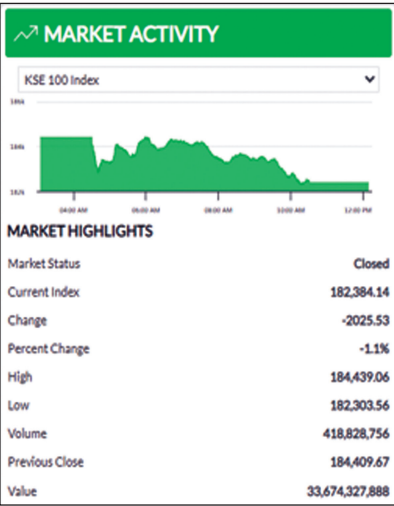 MARKET ACTIVITY
KSE 100 Index
186k
184k
182k
04:00 AM 06:00 AM 08:00 AM 10:00 AM 12:00 PM
MARKET HIGHLIGHTS
Market Status Closed
Current Index 182,384.14
Change -2025.53
Percent Change -1.1%
High 184,439.06
Low 182,303.56
Volume 418,828,756
Previous Close 184,409.67
Value 33,674,327,888